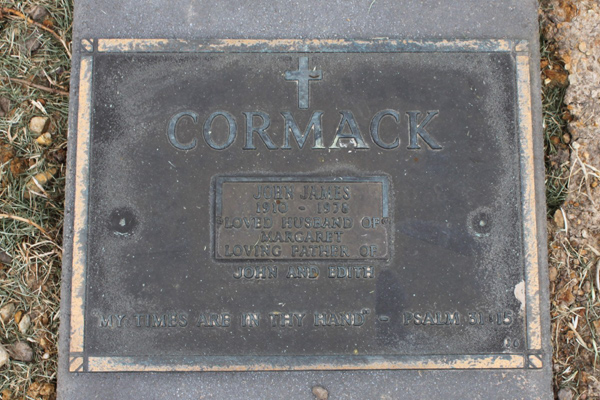 CORMACK
JOHN JAMES
LOVED HUSBAND OF
MARGARET
LOVING FATHER OF
JOHN AND EDITH
"MY TIMES ARE IN THY HAND" - PSALM 31:15